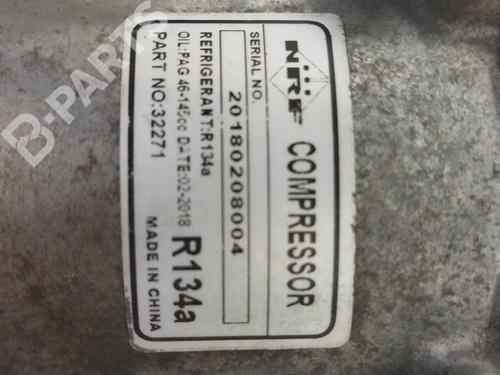 NRF COMPRESSOR
SERIAL NO.
20180208004
REFRIGERANT:R134a
OIL:PAG 46-145cc DATE:02-2018
PART NO:32271
R134a
MADE IN CHINA
B-PARTS